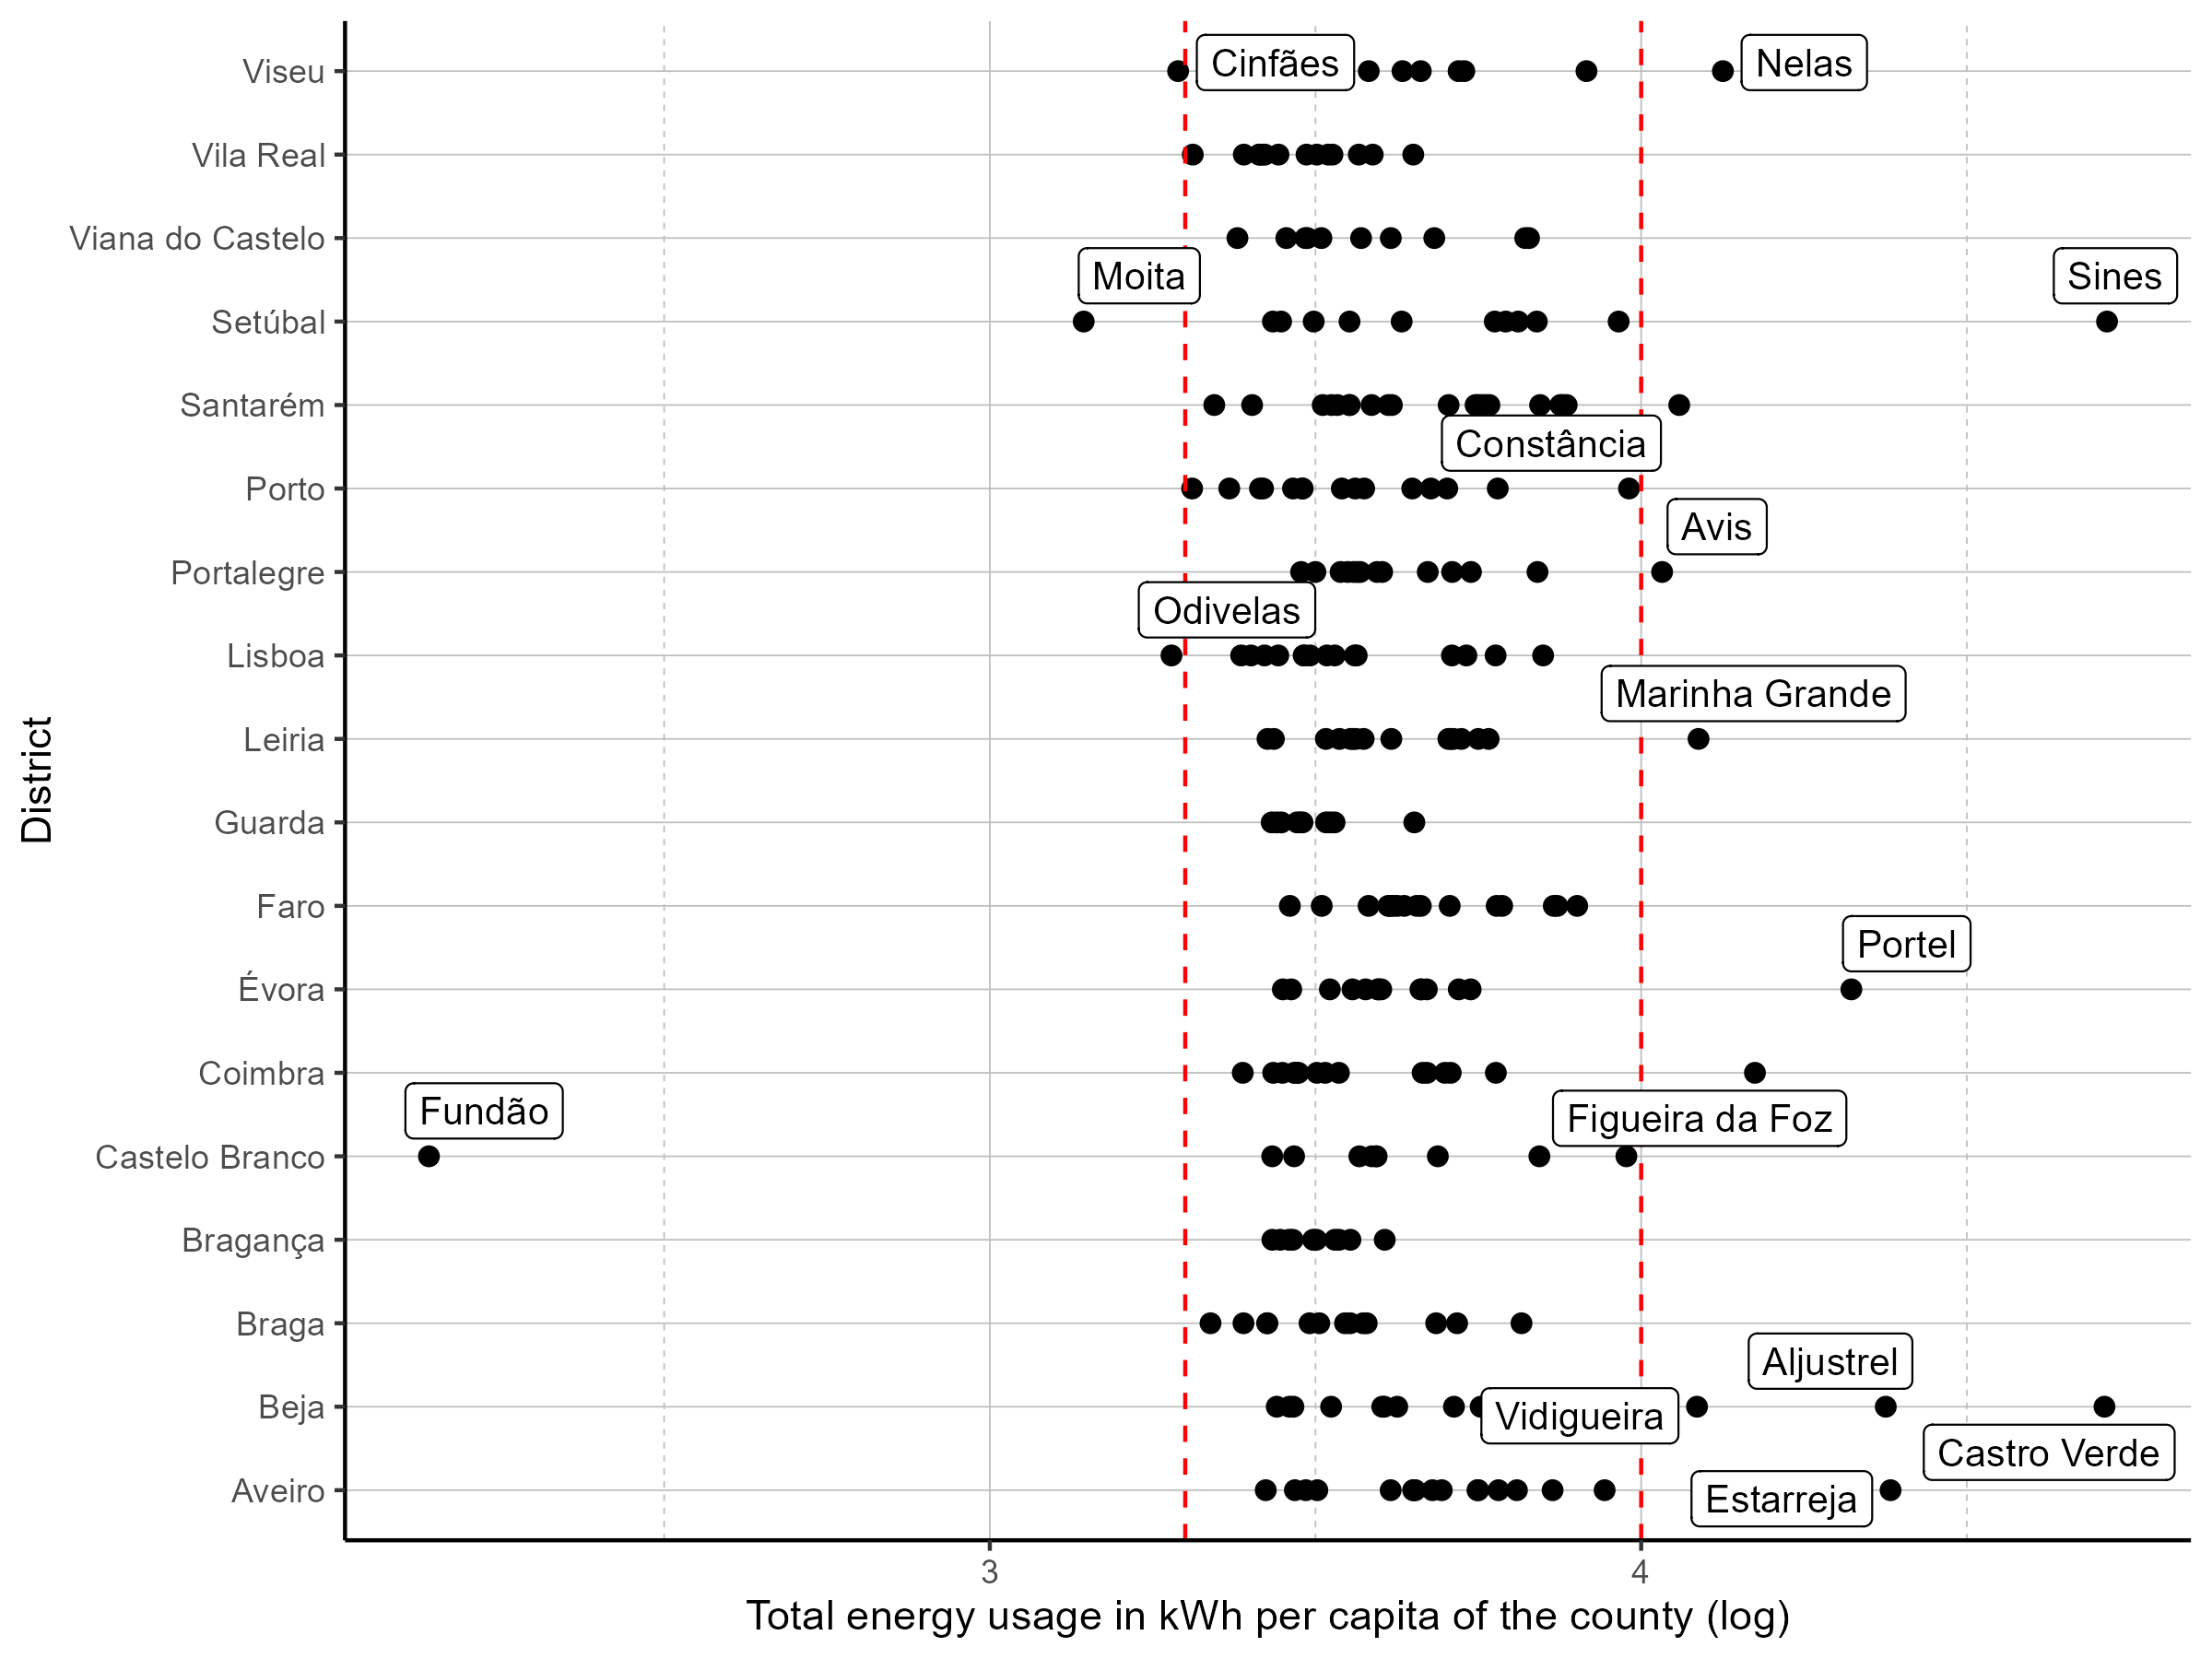 Viseu
Cinfães
Nelas
Vila Real
Viana do Castelo
Moita
Sines
Setúbal
Santarém
Constância
Porto
Avis
Portalegre
Odivelas
Lisboa
Marinha Grande
Leiria
Guarda
Faro
Portel
Évora
Coimbra
Fundão
Figueira da Foz
Castelo Branco
Bragança
Braga
Aljustrel
Beja
Vidigueira
Castro Verde
Aveiro
Estarreja
District
3
4
Total energy usage in kWh per capita of the county (log)